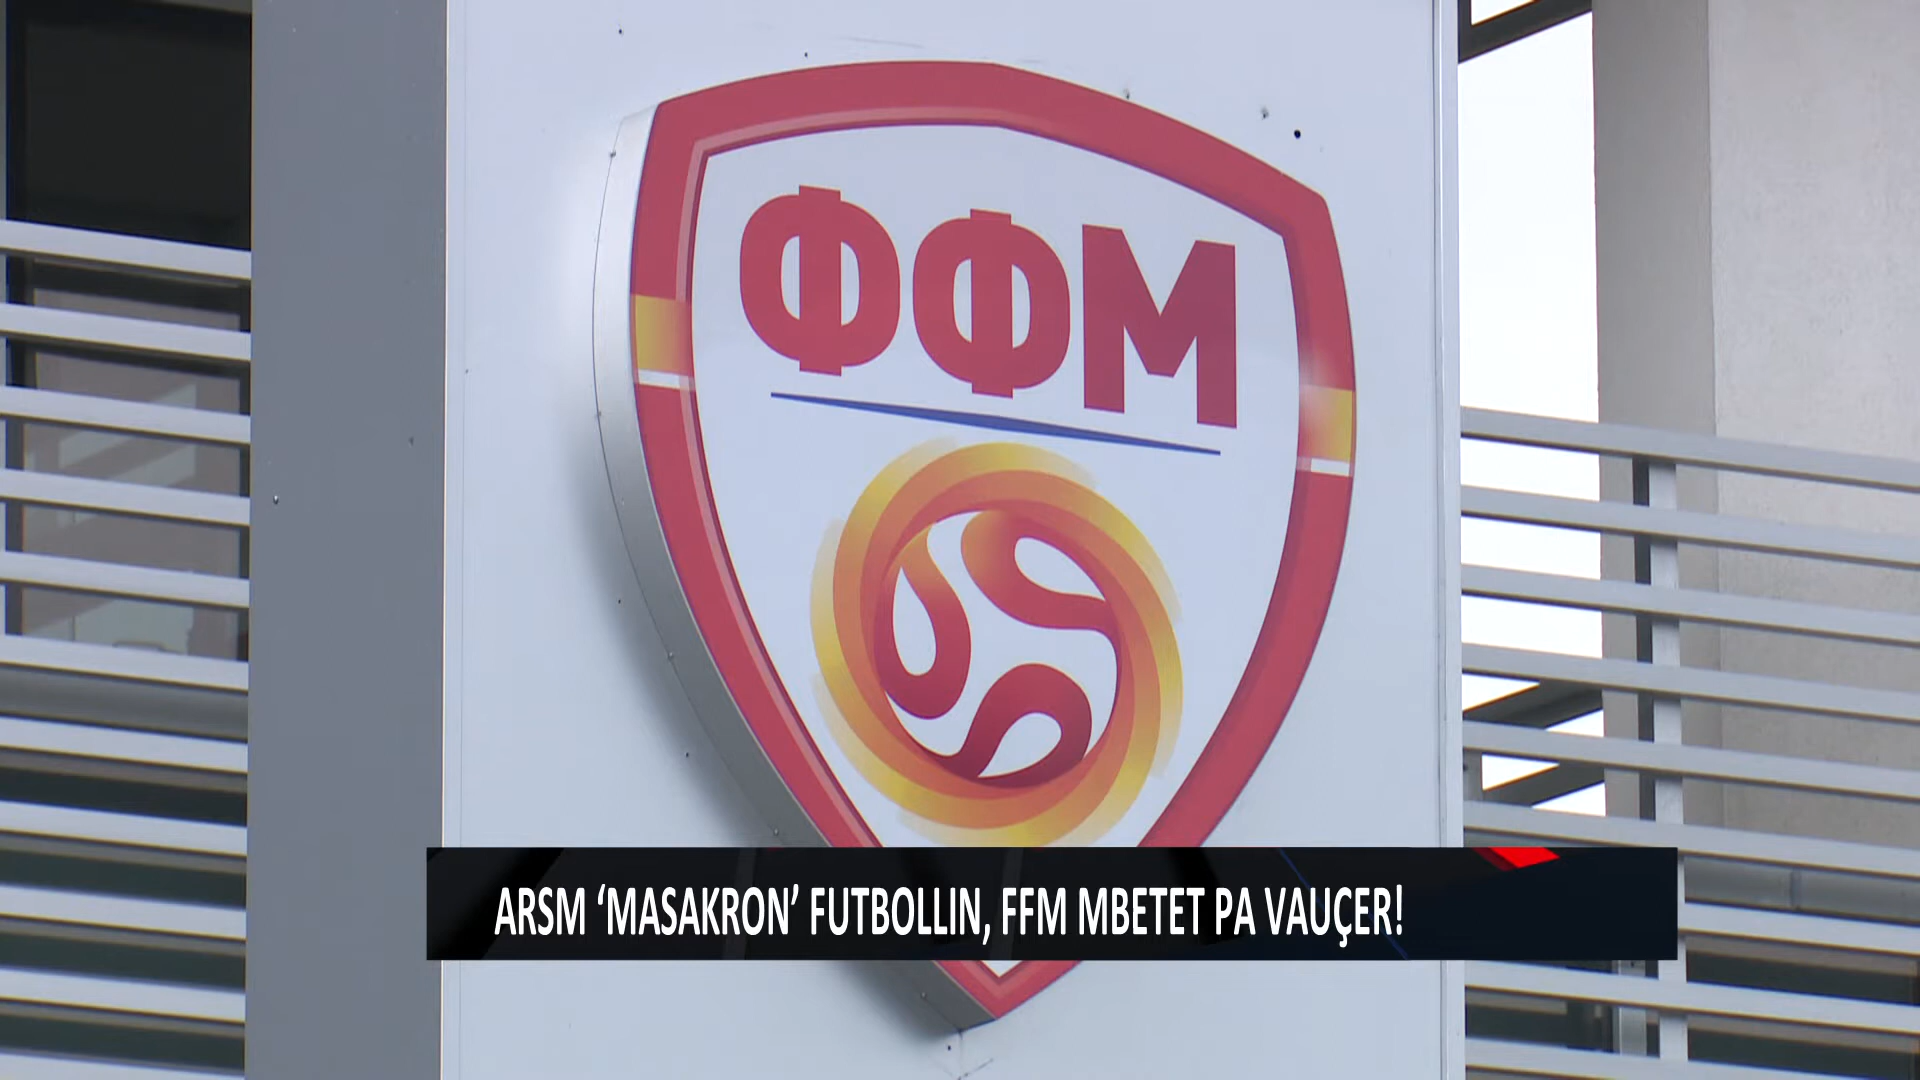 ФФМ
ARSM ‘MASAKRON’ FUTBOLLIN, FFM MBETET PA VAUÇER!